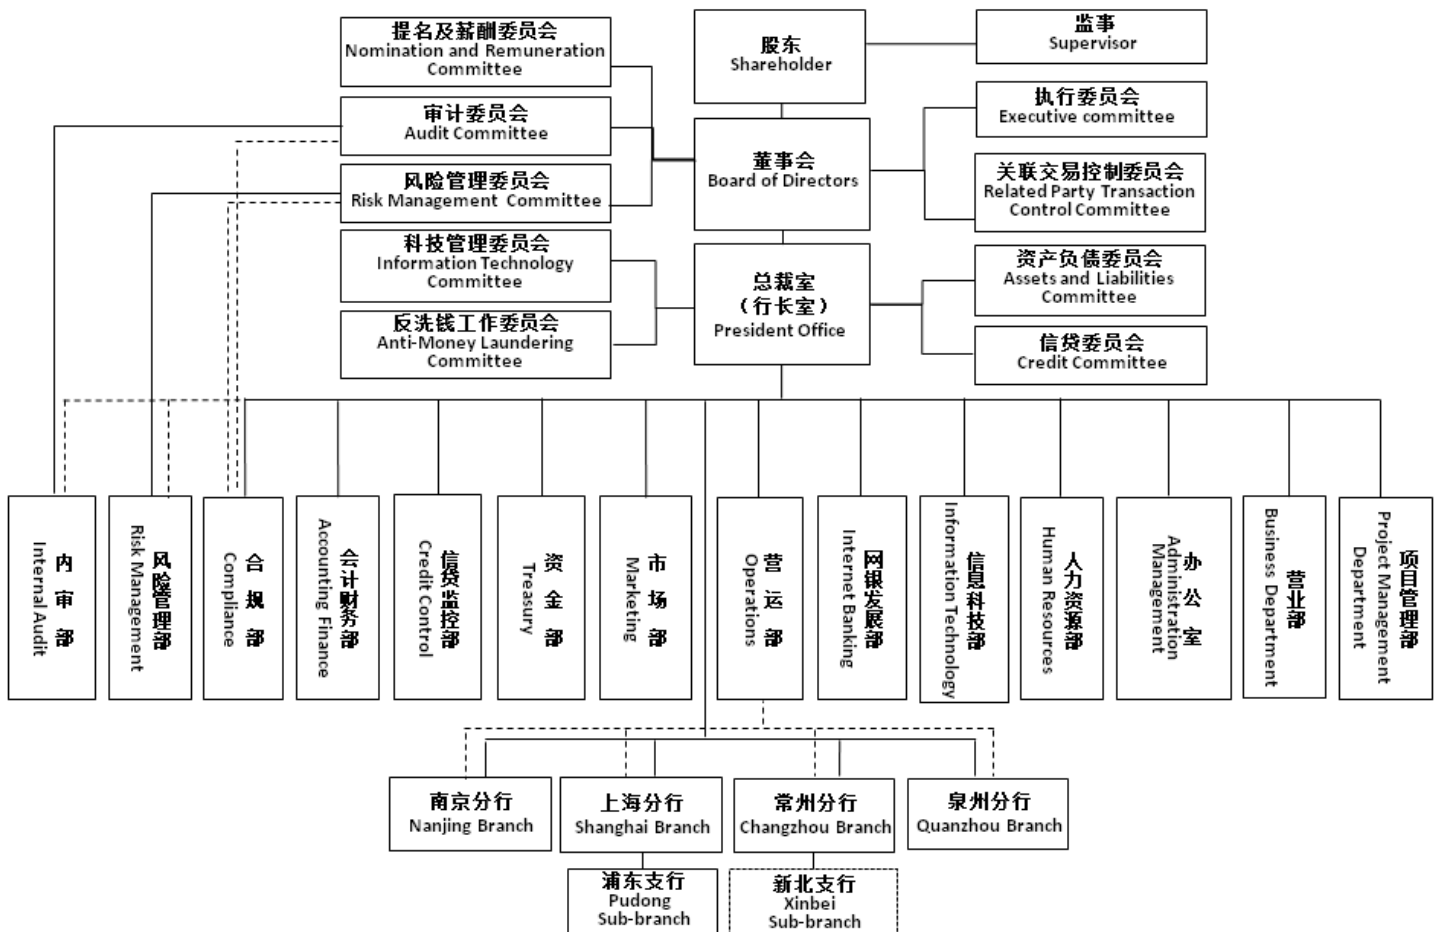 提名及薪酬委员会
Nomination and Remuneration
Committee
股东
Shareholder
监事
Supervisor
审计委员会
Audit Committee
董事会
Board of Directors
执行委员会
Executive committee
风险管理委员会
Risk Management Committee
关联交易控制委员会
Related Party Transaction
Control Committee
科技管理委员会
Information Technology
Committee
总裁室
（行长室）
President Office
资产负债委员会
Assets and Liabilities
Committee
反洗钱工作委员会
Anti-Money Laundering
Committee
信贷委员会
Credit Committee
内审部
Internal Audit
风险管理部
Risk Management
合规部
Compliance
会计财务部
Accounting Finance
信贷监控部
Credit Control
资金部
Treasury
市场部
Marketing
营运部
Operations
网银发展部
Internet Banking
信息科技部
Information Technology
人力资源部
Human Resources
办公室
Administration
Management
营业部
Business Department
项目管理部
Project Management
Department
南京分行
Nanjing Branch
上海分行
Shanghai Branch
常州分行
Changzhou Branch
泉州分行
Quanzhou Branch
浦东支行
Pudong
Sub-branch
新北支行
Xinbei
Sub-branch